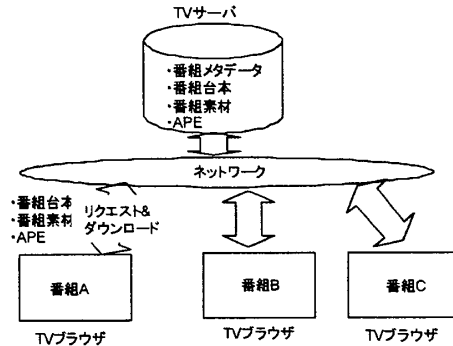 TVサーバ
・番組メタデータ
・番組台本
・番組素材
・APE
ネットワーク
・番組台本
・番組素材
・APE
リクエスト&
ダウンロード
番組A
番組B
番組C
TVブラウザ
TVブラウザ
TVブラウザ